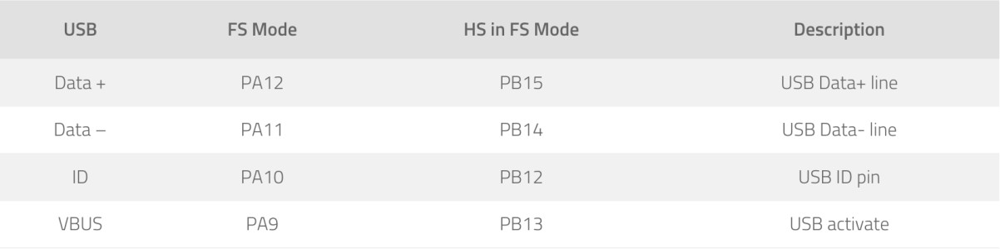 USB FS Mode HS in FS Mode Description
Data + PA12 PB15 USB Data+ line
Data – PA11 PB14 USB Data- line
ID PA10 PB12 USB ID pin
VBUS PA9 PB13 USB activate